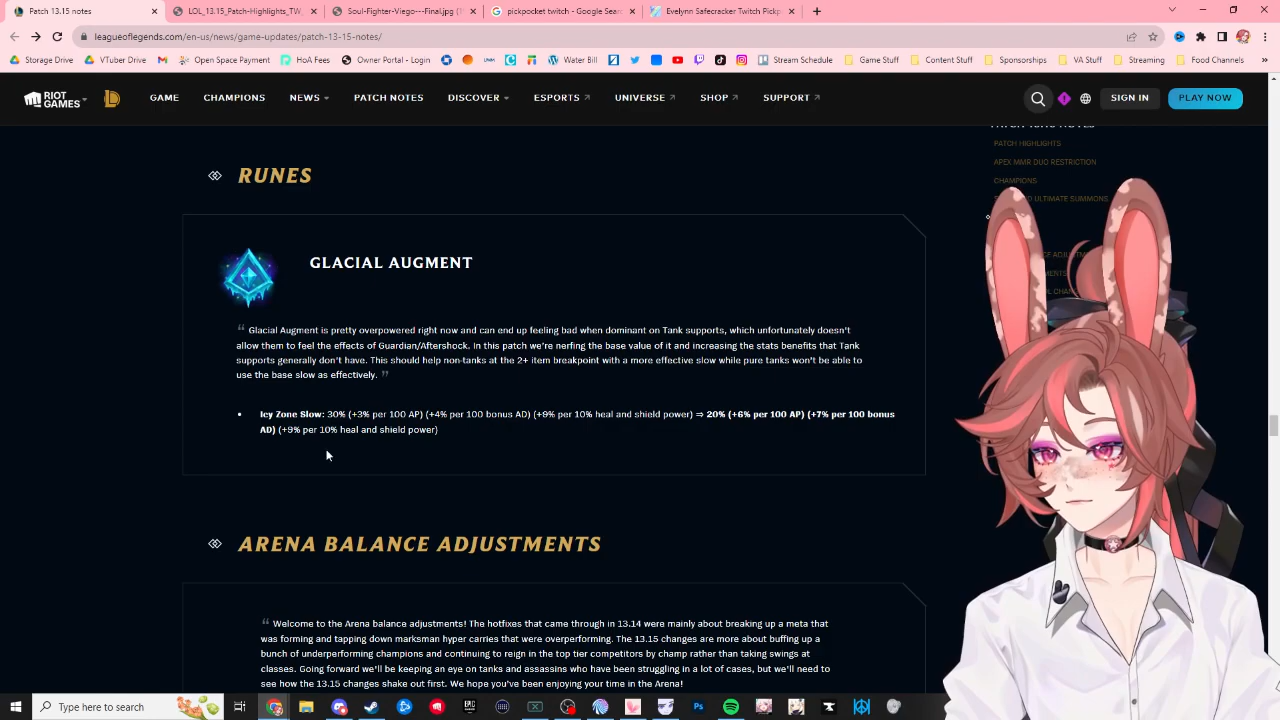 Patch 13.15 notes
LOL_13.15_Patch-Highlights_TW_
Soul-Fighter-Viego---Final.jpg (1
pickpocket twitch - Google Sear
Evelynn Safecracker Twitch Pickp
leagueoflegends.com/en-us/news/game-updates/patch-13-15-notes/
Storage Drive
VTuber Drive
Open Space Payment
HoA Fees
Owner Portal - Login
Water Bill
Stream Schedule
Game Stuff
Content Stuff
Sponsorships
VA Stuff
Streaming
Food Channels
RIOT GAMES
GAME
CHAMPIONS
NEWS
PATCH NOTES
DISCOVER
ESPORTS
UNIVERSE
SHOP
SUPPORT
SIGN IN
PLAY NOW
PATCH HIGHLIGHTS
APEX MMR DUO RESTRICTION
CHAMPIONS
ULTIMATE SUMMONS
RUNES
GLACIAL AUGMENT
“ Glacial Augment is pretty overpowered right now and can end up feeling bad when dominant on Tank supports, which unfortunately doesn't
allow them to feel the effects of Guardian/Aftershock. In this patch we're nerfing the base value of it and increasing the stats benefits that Tank
supports generally don't have. This should help non-tanks at the 2+ item breakpoint with a more effective slow while pure tanks won't be able to
use the base slow as effectively. ”
• Icy Zone Slow: 30% (+3% per 100 AP) (+4% per 100 bonus AD) (+9% per 10% heal and shield power) ⇒ 20% (+6% per 100 AP) (+7% per 100 bonus
AD) (+9% per 10% heal and shield power)
ARENA BALANCE ADJUSTMENTS
“ Welcome to the Arena balance adjustments! The hotfixes that came through in 13.14 were mainly about breaking up a meta that
was forming and tapping down marksman hyper carries that were overperforming. The 13.15 changes are more about buffing up a
bunch of underperforming champions and continuing to reign in the top tier competitors by champ rather than taking swings at
classes. Going forward we'll be keeping an eye on tanks and assassins who have been struggling in a lot of cases, but we'll need to
see how the 13.15 changes shake out first. We hope you've been enjoying your time in the Arena!
Type here to search